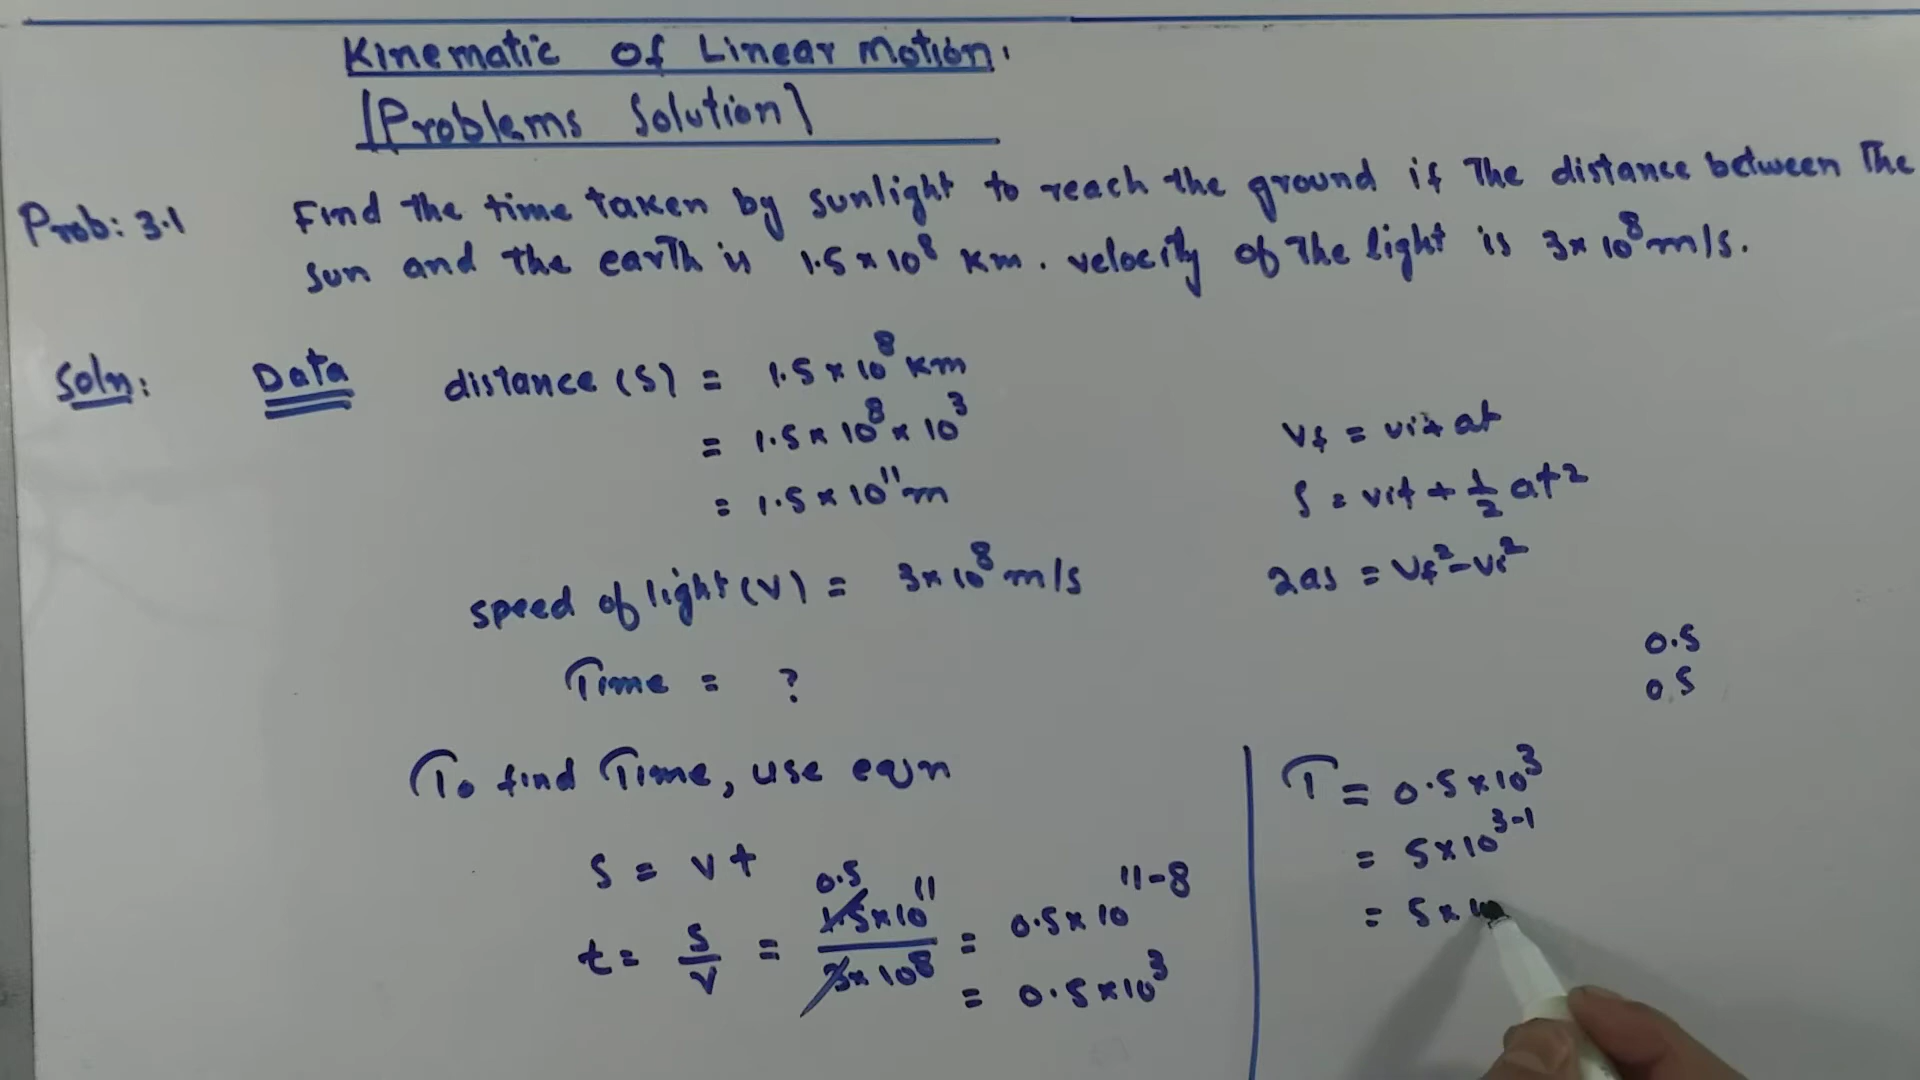 Kinematic of Linear Motion.
[Problems Solution]
Prob: 3.1 Find the time taken by sunlight to reach the ground if The distance between The
sun and the earth is 1.5 × 10⁸ Km. velocity of The light is 3 × 10⁸ m/s.
Soln: Data distance (S) = 1.5 × 10⁸ Km
= 1.5 × 10⁸ × 10³
= 1.5 × 10¹¹ m
speed of light (v) = 3 × 10⁸ m/s
Time = ?
Vf = vi + at
S = vit + 1/2 at2
2as = Vf² - Vi²
0.5
0.5
To find Time, use eqn
S = vt
t = S/V = 0.5 1.5×10¹¹ / 3×10⁸ = 0.5 × 10¹¹⁻⁸
= 0.5 × 10³
T = 0.5 × 10³
= 5 × 10³⁻¹
= 5 ×